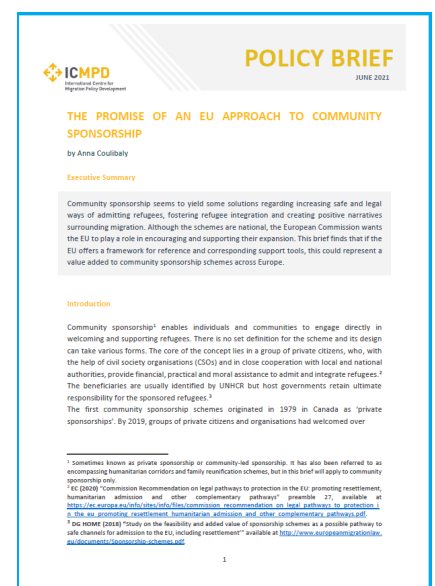 ICMPD
International Centre for
Migration Policy Development
POLICY BRIEF
JUNE 2021
THE PROMISE OF AN EU APPROACH TO COMMUNITY
SPONSORSHIP
by Anna Coulibaly
Executive Summary
Community sponsorship seems to yield some solutions regarding increasing safe and legal
ways of admitting refugees, fostering refugee integration and creating positive narratives
surrounding migration. Although the schemes are national, the European Commission wants
the EU to play a role in encouraging and supporting their expansion. This brief finds that if the
EU offers a framework for reference and corresponding support tools, this could represent a
value added to community sponsorship schemes across Europe.
Introduction
Community sponsorship¹ enables individuals and communities to engage directly in
welcoming and supporting refugees. There is no set definition for the scheme and its design
can take various forms. The core of the concept lies in a group of private citizens, who, with
the help of civil society organisations (CSOs) and in close cooperation with local and national
authorities, provide financial, practical and moral assistance to admit and integrate refugees.²
The beneficiaries are usually identified by UNHCR but host governments retain ultimate
responsibility for the sponsored refugees.³
The first community sponsorship schemes originated in 1979 in Canada as ‘private
sponsorships’. By 2019, groups of private citizens and organisations had welcomed over
¹ Sometimes known as private sponsorship or community-led sponsorship. It has also been referred to as
encompassing humanitarian corridors and family reunification schemes, but in this brief will apply to community
sponsorship only.
² EC (2020) “Commission Recommendation on legal pathways to protection in the EU: promoting resettlement,
humanitarian admission and other complementary pathways” preamble 27, available at
https://ec.europa.eu/info/sites/info/files/commission_recommendation_on_legal_pathways_to_protection_i
n_the_eu_promoting_resettlement_humanitarian_admission_and_other_complementary_pathways.pdf.
³ DG HOME (2018) “Study on the feasibility and added value of sponsorship schemes as a possible pathway to
safe channels for admission to the EU, including resettlement’” available at http://www.europeanmigrationlaw.
eu/documents/Sponsorship-schemes.pdf.
1